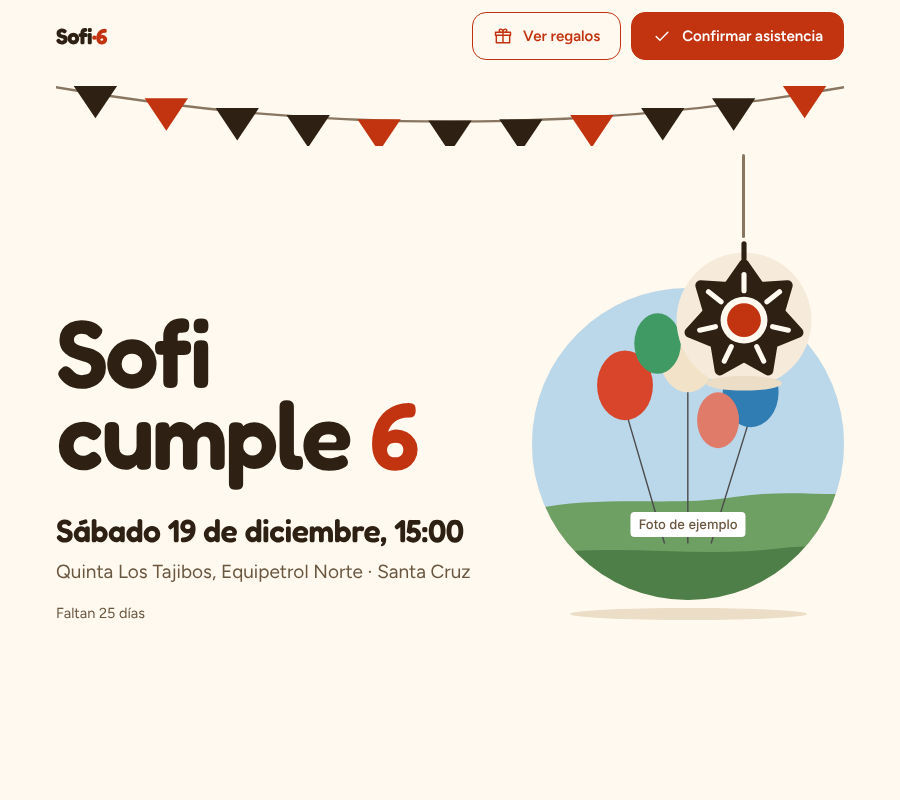 Sofi·6
Ver regalos
Confirmar asistencia
Sofi
cumple 6
Sábado 19 de diciembre, 15:00
Quinta Los Tajibos, Equipetrol Norte · Santa Cruz
Faltan 25 días
Foto de ejemplo